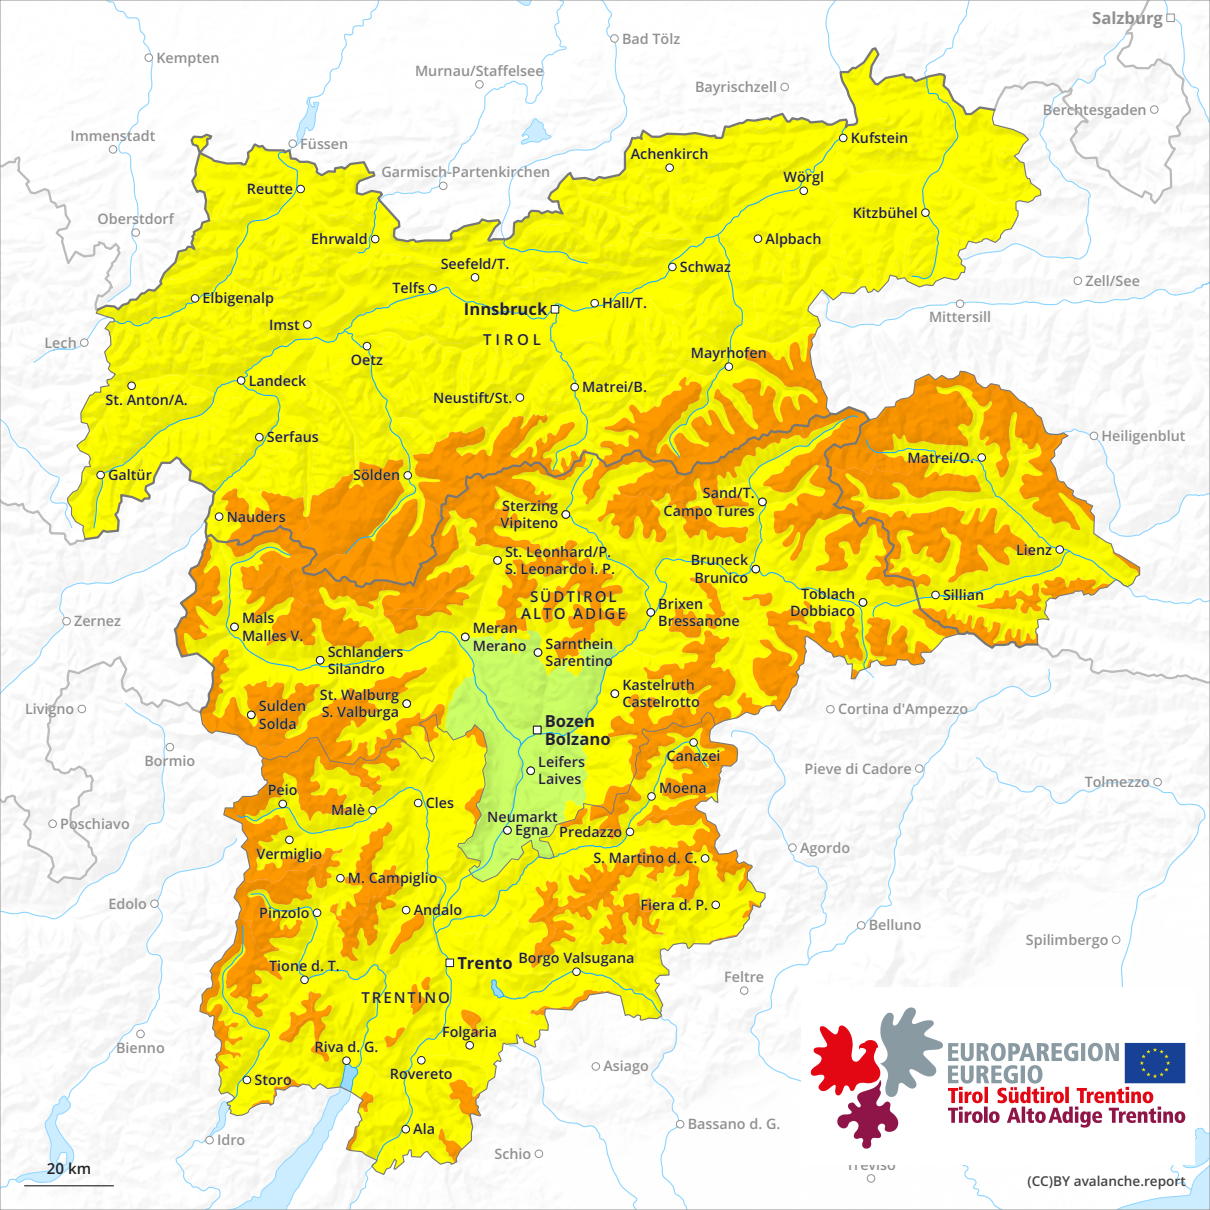 Salzburg
Kempten
Bad Tölz
Murnau/Staffelsee
Bayrischzell
Berchtesgaden
Immenstadt
Füssen
Kufstein
Achenkirch
Garmisch-Partenkirchen
Wörgl
Reutte
Oberstdorf
Kitzbühel
Ehrwald
Alpbach
Seefeld/T.
Schwaz
Zell/See
Telfs
Elbigenalp
Innsbruck
Hall/T.
Mittersill
Imst
TIROL
Lech
Oetz
Mayrhofen
Landeck
St. Anton/A.
Matrei/B.
Neustift/St.
Serfaus
Heiligenblut
Matrei/O.
Galtür
Sölden
Sand/T.
Campo Tures
Sterzing
Vipiteno
Nauders
Lienz
St. Leonhard/P.
S. Leonardo i. P.
Bruneck
Brunico
SÜDTIROL
ALTO ADIGE
Toblach
Dobbiaco
Sillian
Brixen
Bressanone
Zernez
Mals
Malles V.
Meran
Merano
Sarnthein
Sarentino
Schlanders
Silandro
Kastelruth
Castelrotto
St. Walburg
S. Valburga
Livigno
Sulden
Solda
Cortina d'Ampezzo
Bozen
Bolzano
Bormio
Canazei
Leifers
Laives
Pieve di Cadore
Tolmezzo
Peio
Moena
Malè
Cles
Neumarkt
Egna
Predazzo
Poschiavo
Vermiglio
Agordo
S. Martino d. C.
M. Campiglio
Edolo
Pinzolo
Andalo
Fiera d. P.
Belluno
Spilimbergo
Trento
Borgo Valsugana
Tione d. T.
Feltre
TRENTINO
Bienno
Folgaria
Riva d. G.
Rovereto
Asiago
Storo
EUROPAREGION
EUREGIO
Tirol Südtirol Trentino
Tirolo Alto Adige Trentino
Ala
Bassano d. G.
Idro
Schio
Treviso
20 km
(CC)BY avalanche.report